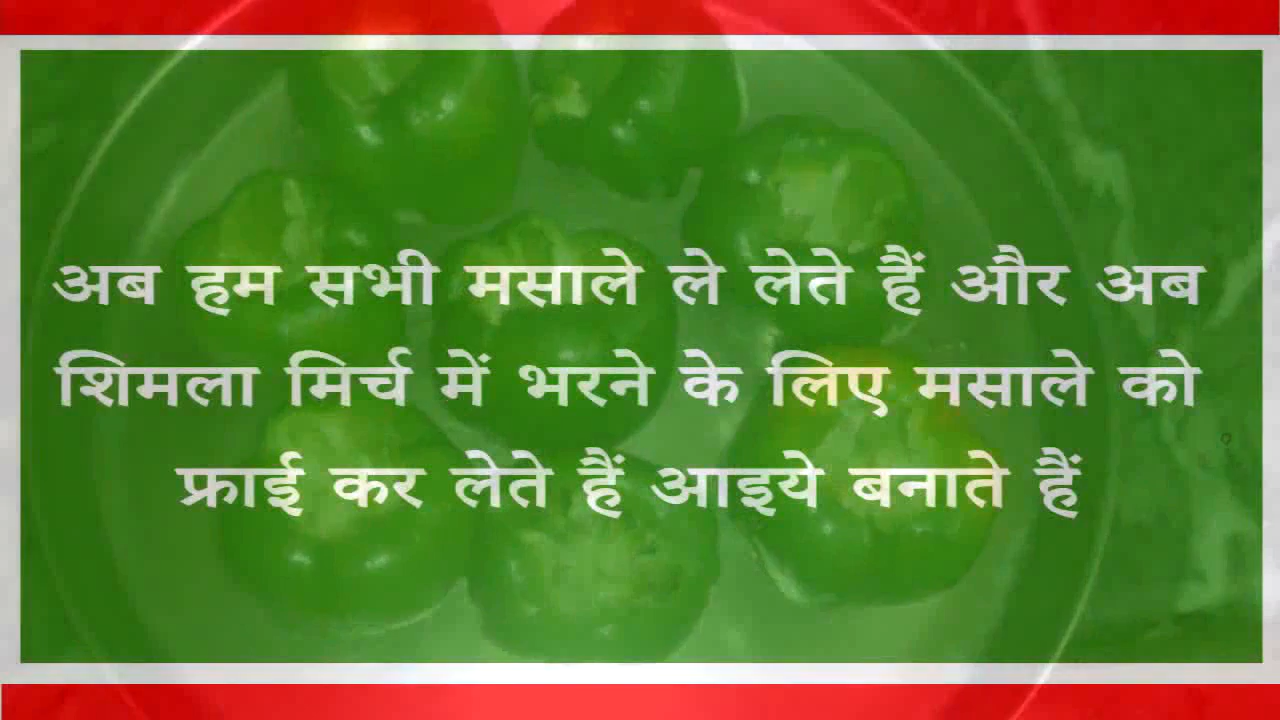 अब हम सभी मसाले ले लेते हैं और अब
शिमला मिर्च में भरने के लिए मसाले को
फ्राई कर लेते हैं आइये बनाते हैं